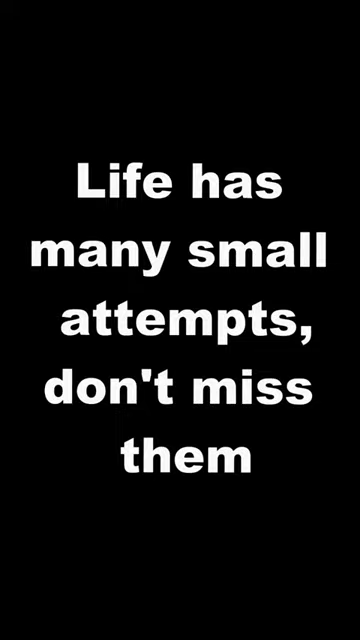 Life has
many small
attempts,
don't miss
them